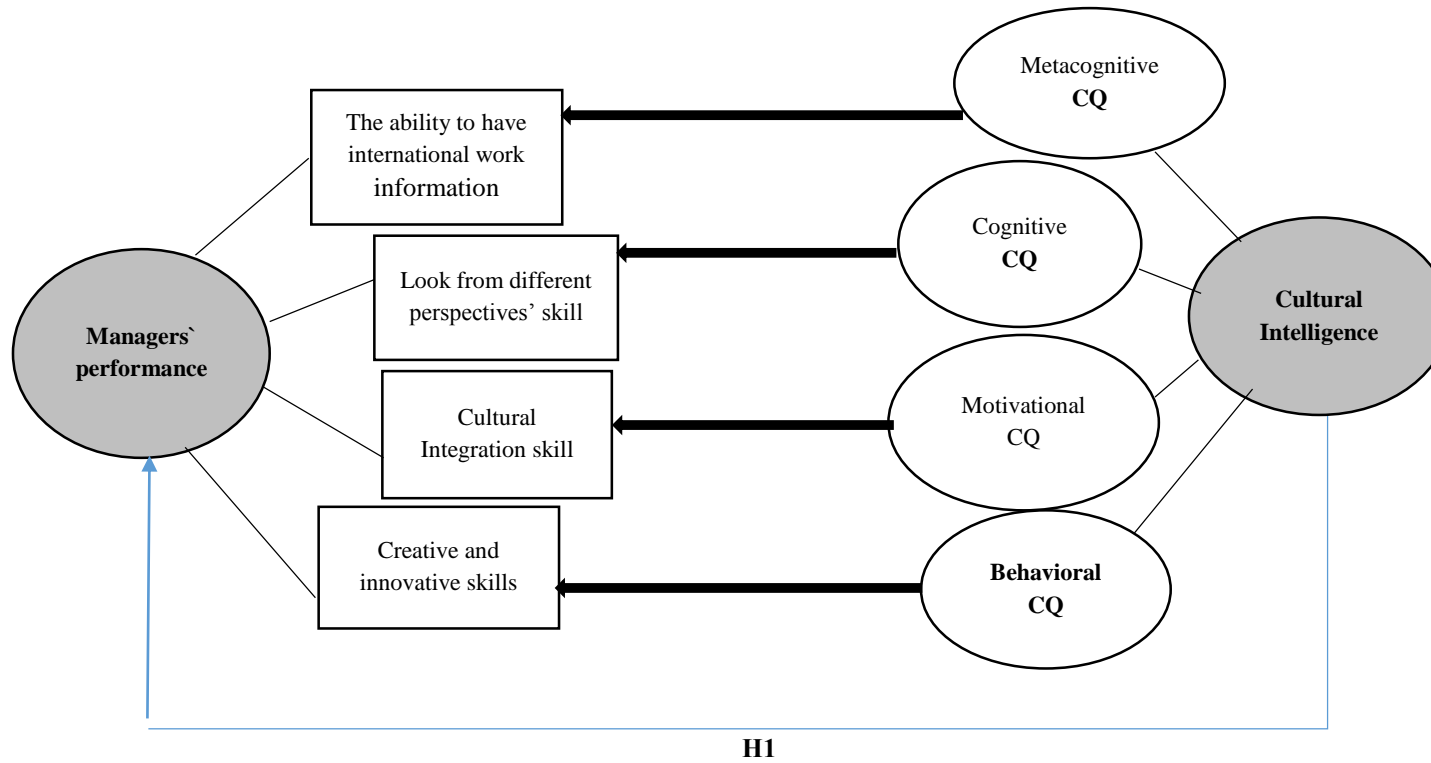 Metacognitive
CQ
The ability to have
international work
information
Cognitive
CQ
Look from different
perspectives’ skill
Cultural
Intelligence
Managers`
performance
Cultural
Integration skill
Motivational
CQ
Creative and
innovative skills
Behavioral
CQ
H1